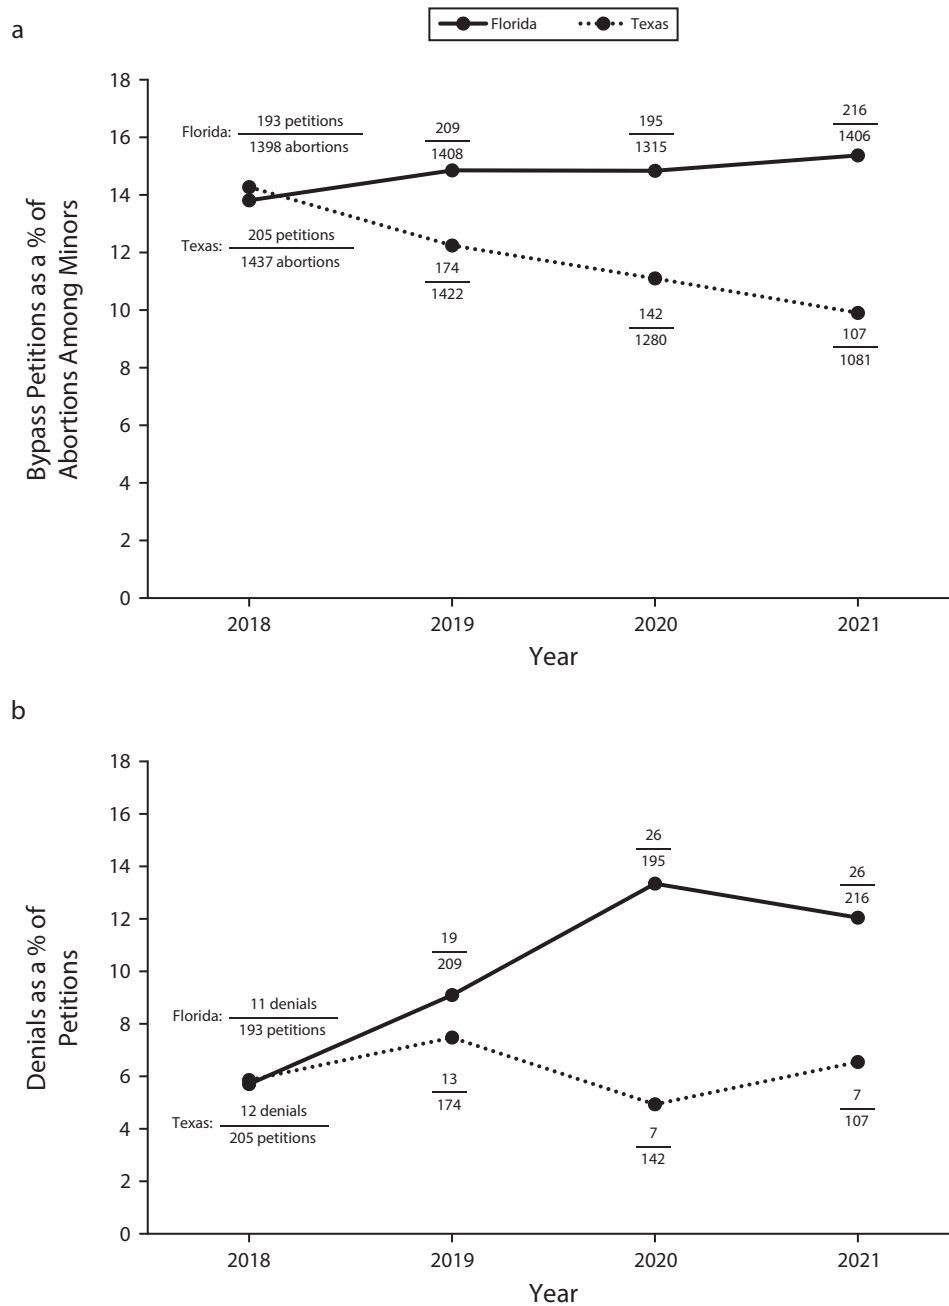 a
Florida
Texas
Bypass Petitions as a % of
Abortions Among Minors
18
16
14
12
10
8
6
4
2
0
Florida: 193 petitions
1398 abortions
209
1408
195
1315
216
1406
Texas: 205 petitions
1437 abortions
174
1422
142
1280
107
1081
2018
2019
2020
2021
Year
b
Denials as a % of
Petitions
18
16
14
12
10
8
6
4
2
0
Florida: 11 denials
193 petitions
19
209
26
195
26
216
Texas: 12 denials
205 petitions
13
174
7
142
7
107
2018
2019
2020
2021
Year